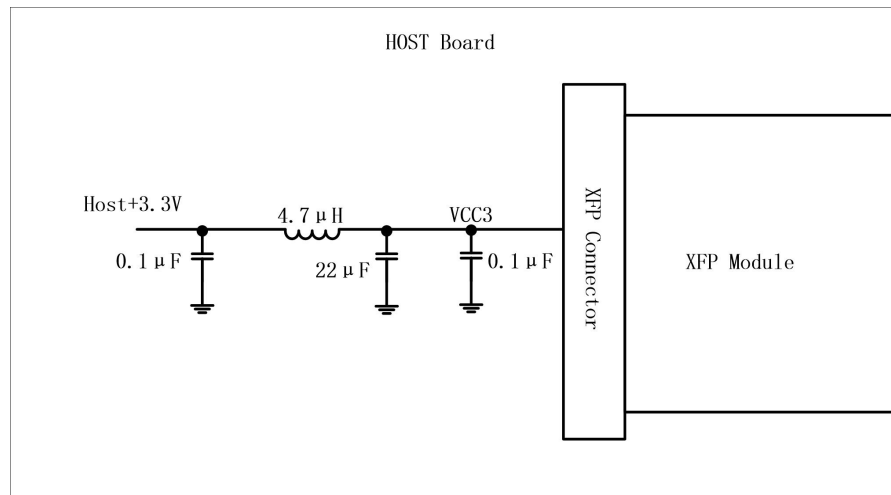 HOST Board
Host+3.3V
4.7μH
VCC3
0.1μF
22μF
0.1μF
XFP Connector
XFP Module